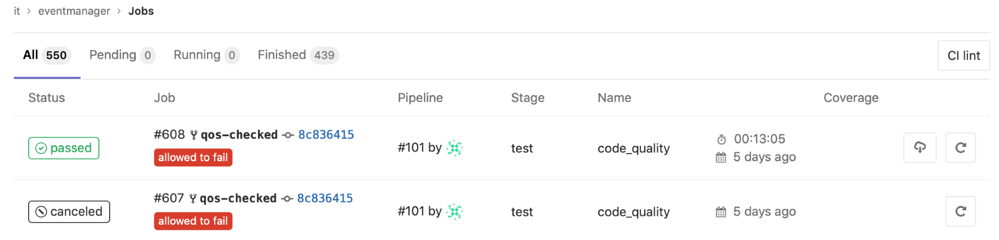 it > eventmanager > Jobs
All 550 Pending 0 Running 0 Finished 439 CI lint
Status Job Pipeline Stage Name Coverage
passed #608 qos-checked 8c836415 #101 by test code_quality 00:13:05
allowed to fail 5 days ago
canceled #607 qos-checked 8c836415 #101 by test code_quality 5 days ago
allowed to fail